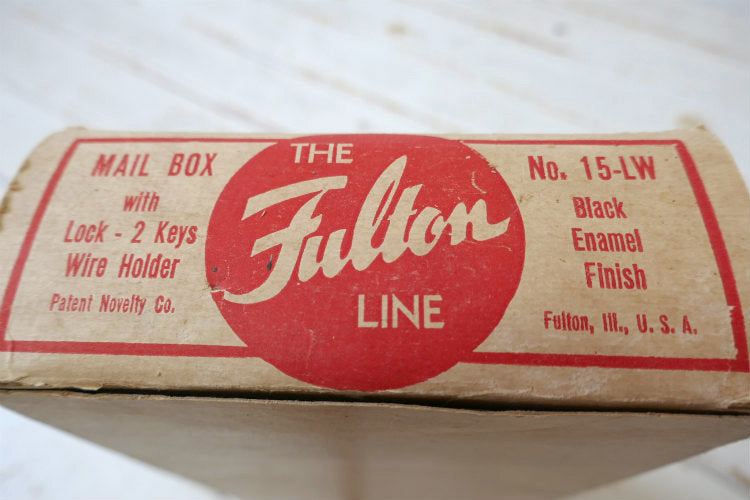 MAIL BOX
with
Lock - 2 Keys
Wire Holder
Patent Novelty Co.
THE
Fulton
LINE
No. 15-LW
Black
Enamel
Finish
Fulton, Ill., U. S. A.